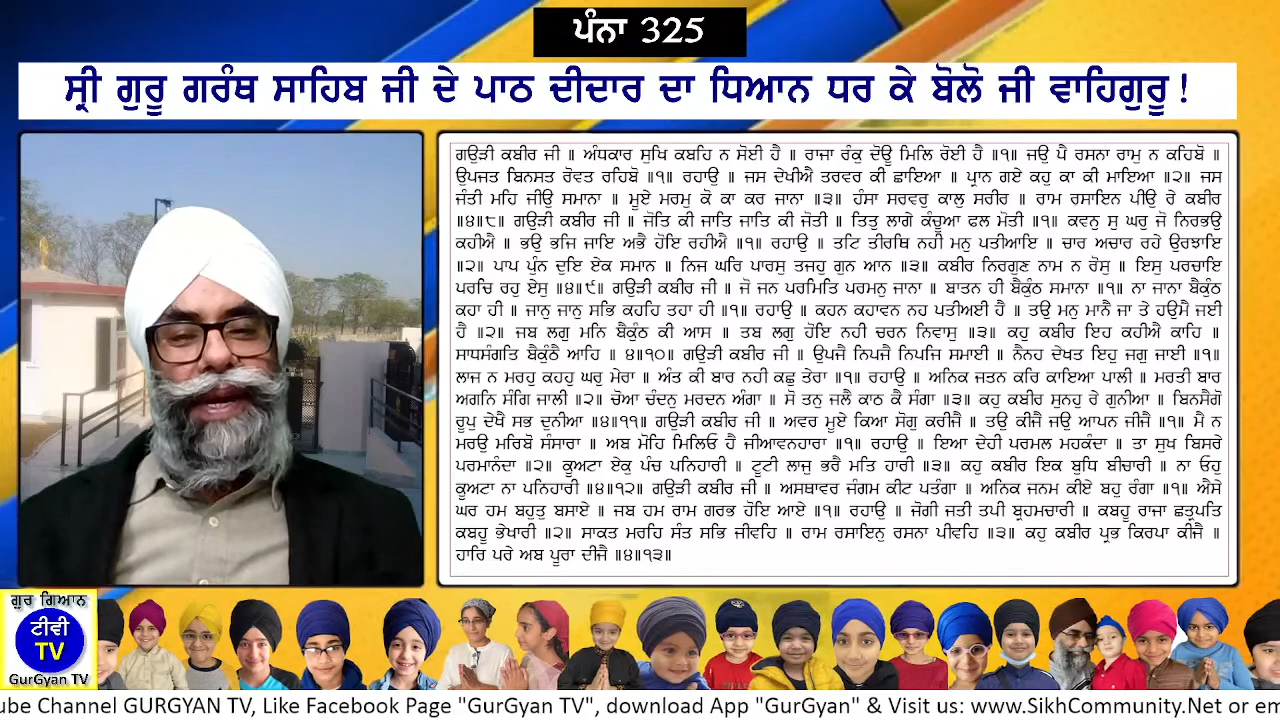 ਪੰਨਾ 325
ਸ੍ਰੀ ਗੁਰੂ ਗਰੰਥ ਸਾਹਿਬ ਜੀ ਦੇ ਪਾਠ ਦੀਦਾਰ ਦਾ ਧਿਆਨ ਧਰ ਕੇ ਬੋਲੋ ਜੀ ਵਾਹਿਗੁਰੂ !
ਗਉੜੀ ਕਬੀਰ ਜੀ ॥ ਅੰਧਕਾਰ ਸੁਖਿ ਕਬਹਿ ਨ ਸੋਈ ਹੈ ॥ ਰਾਜਾ ਰੰਕੁ ਦੋਊ ਮਿਲਿ ਰੋਈ ਹੈ ॥੧॥ ਜਉ ਪੈ ਰਸਨਾ ਰਾਮੁ ਨ ਕਹਿਬੋ ॥
ਉਪਜਤ ਬਿਨਸਤ ਰੋਵਤ ਰਹਿਬੋ ॥੧॥ ਰਹਾਉ ॥ ਜਸ ਦੇਖੀਐ ਤਰਵਰ ਕੀ ਛਾਇਆ ॥ ਪ੍ਰਾਨ ਗਏ ਕਹੁ ਕਾ ਕੀ ਮਾਇਆ ॥੨॥ ਜਸ
ਜੰਤੀ ਮਹਿ ਜੀਉ ਸਮਾਨਾ ॥ ਮੂਏ ਮਰਮੁ ਕੋ ਕਾ ਕਰ ਜਾਨਾ ॥੩॥ ਹੰਸਾ ਸਰਵਰੁ ਕਾਲੁ ਸਰੀਰ ॥ ਰਾਮ ਰਸਾਇਨ ਪੀਉ ਰੇ ਕਬੀਰ
॥੪॥੮॥ ਗਉੜੀ ਕਬੀਰ ਜੀ ॥ ਜੋਤਿ ਕੀ ਜਾਤਿ ਜਾਤਿ ਕੀ ਜੋਤੀ ॥ ਤਿਤੁ ਲਾਗੇ ਕੰਚੂਆ ਫਲ ਮੋਤੀ ॥੧॥ ਕਵਨੁ ਸੁ ਘਰੁ ਜੋ ਨਿਰਭਉ
ਕਹੀਐ ॥ ਭਉ ਭਜਿ ਜਾਇ ਅਭੈ ਹੋਇ ਰਹੀਐ ॥੧॥ ਰਹਾਉ ॥ ਤਟਿ ਤੀਰਥਿ ਨਹੀ ਮਨੁ ਪਤੀਆਇ ॥ ਚਾਰ ਅਚਾਰ ਰਹੇ ਉਰਝਾਇ
॥੨॥ ਪਾਪ ਪੁੰਨ ਦੁਇ ਏਕ ਸਮਾਨ ॥ ਨਿਜ ਘਰਿ ਪਾਰਸੁ ਤਜਹੁ ਗੁਨ ਆਨ ॥੩॥ ਕਬੀਰ ਨਿਰਗੁਣ ਨਾਮ ਨ ਰੋਸੁ ॥ ਇਸੁ ਪਰਚਾਇ
ਪਰਚਿ ਰਹੁ ਏਸੁ ॥੪॥੯॥ ਗਉੜੀ ਕਬੀਰ ਜੀ ॥ ਜੋ ਜਨ ਪਰਮਿਤਿ ਪਰਮਨੁ ਜਾਨਾ ॥ ਬਾਤਨ ਹੀ ਬੈਕੁੰਠ ਸਮਾਨਾ ॥੧॥ ਨਾ ਜਾਨਾ ਬੈਕੁੰਠ
ਕਹਾ ਹੀ ॥ ਜਾਨੁ ਜਾਨੁ ਸਭਿ ਕਹਹਿ ਤਹਾ ਹੀ ॥੧॥ ਰਹਾਉ ॥ ਕਹਨ ਕਹਾਵਨ ਨਹ ਪਤੀਅਈ ਹੈ ॥ ਤਉ ਮਨੁ ਮਾਨੈ ਜਾ ਤੇ ਹਉਮੈ ਜਈ
ਹੈ ॥੨॥ ਜਬ ਲਗੁ ਮਨਿ ਬੈਕੁੰਠ ਕੀ ਆਸ ॥ ਤਬ ਲਗੁ ਹੋਇ ਨਹੀ ਚਰਨ ਨਿਵਾਸੁ ॥੩॥ ਕਹੁ ਕਬੀਰ ਇਹ ਕਹੀਐ ਕਾਹਿ ॥
ਸਾਧਸੰਗਤਿ ਬੈਕੁੰਠੈ ਆਹਿ ॥ ੪॥੧੦॥ ਗਉੜੀ ਕਬੀਰ ਜੀ ॥ ਉਪਜੈ ਨਿਪਜੈ ਨਿਪਜਿ ਸਮਾਈ ॥ ਨੈਨਹ ਦੇਖਤ ਇਹੁ ਜਗੁ ਜਾਈ ॥੧॥
ਲਾਜ ਨ ਮਰਹੁ ਕਹਹੁ ਘਰੁ ਮੇਰਾ ॥ ਅੰਤ ਕੀ ਬਾਰ ਨਹੀ ਕਛੁ ਤੇਰਾ ॥੧॥ ਰਹਾਉ ॥ ਅਨਿਕ ਜਤਨ ਕਰਿ ਕਾਇਆ ਪਾਲੀ ॥ ਮਰਤੀ ਬਾਰ
ਅਗਨਿ ਸੰਗਿ ਜਾਲੀ ॥੨॥ ਚੋਆ ਚੰਦਨੁ ਮਰਦਨ ਅੰਗਾ ॥ ਸੋ ਤਨੁ ਜਲੈ ਕਾਠ ਕੈ ਸੰਗਾ ॥੩॥ ਕਹੁ ਕਬੀਰ ਸੁਨਹੁ ਰੇ ਗੁਨੀਆ ॥ ਬਿਨਸੈਗੋ
ਰੂਪੁ ਦੇਖੈ ਸਭ ਦੁਨੀਆ ॥੪॥੧੧॥ ਗਉੜੀ ਕਬੀਰ ਜੀ ॥ ਅਵਰ ਮੂਏ ਕਿਆ ਸੋਗੁ ਕਰੀਜੈ ॥ ਤਉ ਕੀਜੈ ਜਉ ਆਪਨ ਜੀਜੈ ॥੧॥ ਮੈ ਨ
ਮਰਉ ਮਰਿਬੋ ਸੰਸਾਰਾ ॥ ਅਬ ਮੋਹਿ ਮਿਲਿਓ ਹੈ ਜੀਆਵਨਹਾਰਾ ॥੧॥ ਰਹਾਉ ॥ ਇਆ ਦੇਹੀ ਪਰਮਲ ਮਹਕੰਦਾ ॥ ਤਾ ਸੁਖ ਬਿਸਰੇ
ਪਰਮਾਨੰਦਾ ॥੨॥ ਕੂਅਟਾ ਏਕੁ ਪੰਚ ਪਨਿਹਾਰੀ ॥ ਟੂਟੀ ਲਾਜੁ ਭਰੈ ਮਤਿ ਹਾਰੀ ॥੩॥ ਕਹੁ ਕਬੀਰ ਇਕ ਬੁਧਿ ਬੀਚਾਰੀ ॥ ਨਾ ਓਹੁ
ਕੂਅਟਾ ਨਾ ਪਨਿਹਾਰੀ ॥੪॥੧੨॥ ਗਉੜੀ ਕਬੀਰ ਜੀ ॥ ਅਸਥਾਵਰ ਜੰਗਮ ਕੀਟ ਪਤੰਗਾ ॥ ਅਨਿਕ ਜਨਮ ਕੀਏ ਬਹੁ ਰੰਗਾ ॥੧॥ ਐਸੇ
ਘਰ ਹਮ ਬਹੁਤੁ ਬਸਾਏ ॥ ਜਬ ਹਮ ਰਾਮ ਗਰਭ ਹੋਇ ਆਏ ॥੧॥ ਰਹਾਉ ॥ ਜੋਗੀ ਜਤੀ ਤਪੀ ਬ੍ਰਹਮਚਾਰੀ ॥ ਕਬਹੂ ਰਾਜਾ ਛਤ੍ਰਪਤਿ
ਕਬਹੂ ਭੇਖਾਰੀ ॥੨॥ ਸਾਕਤ ਮਰਹਿ ਸੰਤ ਸਭਿ ਜੀਵਹਿ ॥ ਰਾਮ ਰਸਾਇਨੁ ਰਸਨਾ ਪੀਵਹਿ ॥੩॥ ਕਹੁ ਕਬੀਰ ਪ੍ਰਭ ਕਿਰਪਾ ਕੀਜੈ ॥
ਹਾਰਿ ਪਰੇ ਅਬ ਪੂਰਾ ਦੀਜੈ ॥੪॥੧੩॥
ਗੁਰ ਗਿਆਨ
ਟੀਵੀ
TV
GurGyan TV
ube Channel GURGYAN TV, Like Facebook Page "GurGyan TV", download App "GurGyan" & Visit us: www.SikhCommunity.Net or em